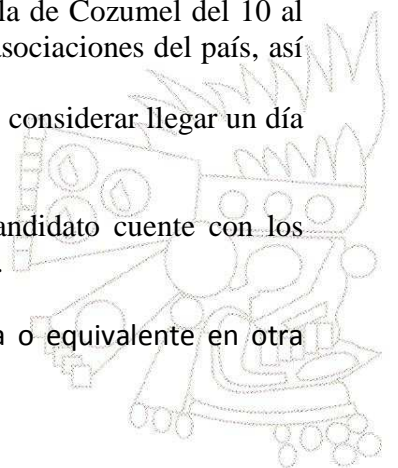 la de Cozumel del 10 al
asociaciones del país, así
considerar llegar un día
andidato cuente con los
a o equivalente en otra